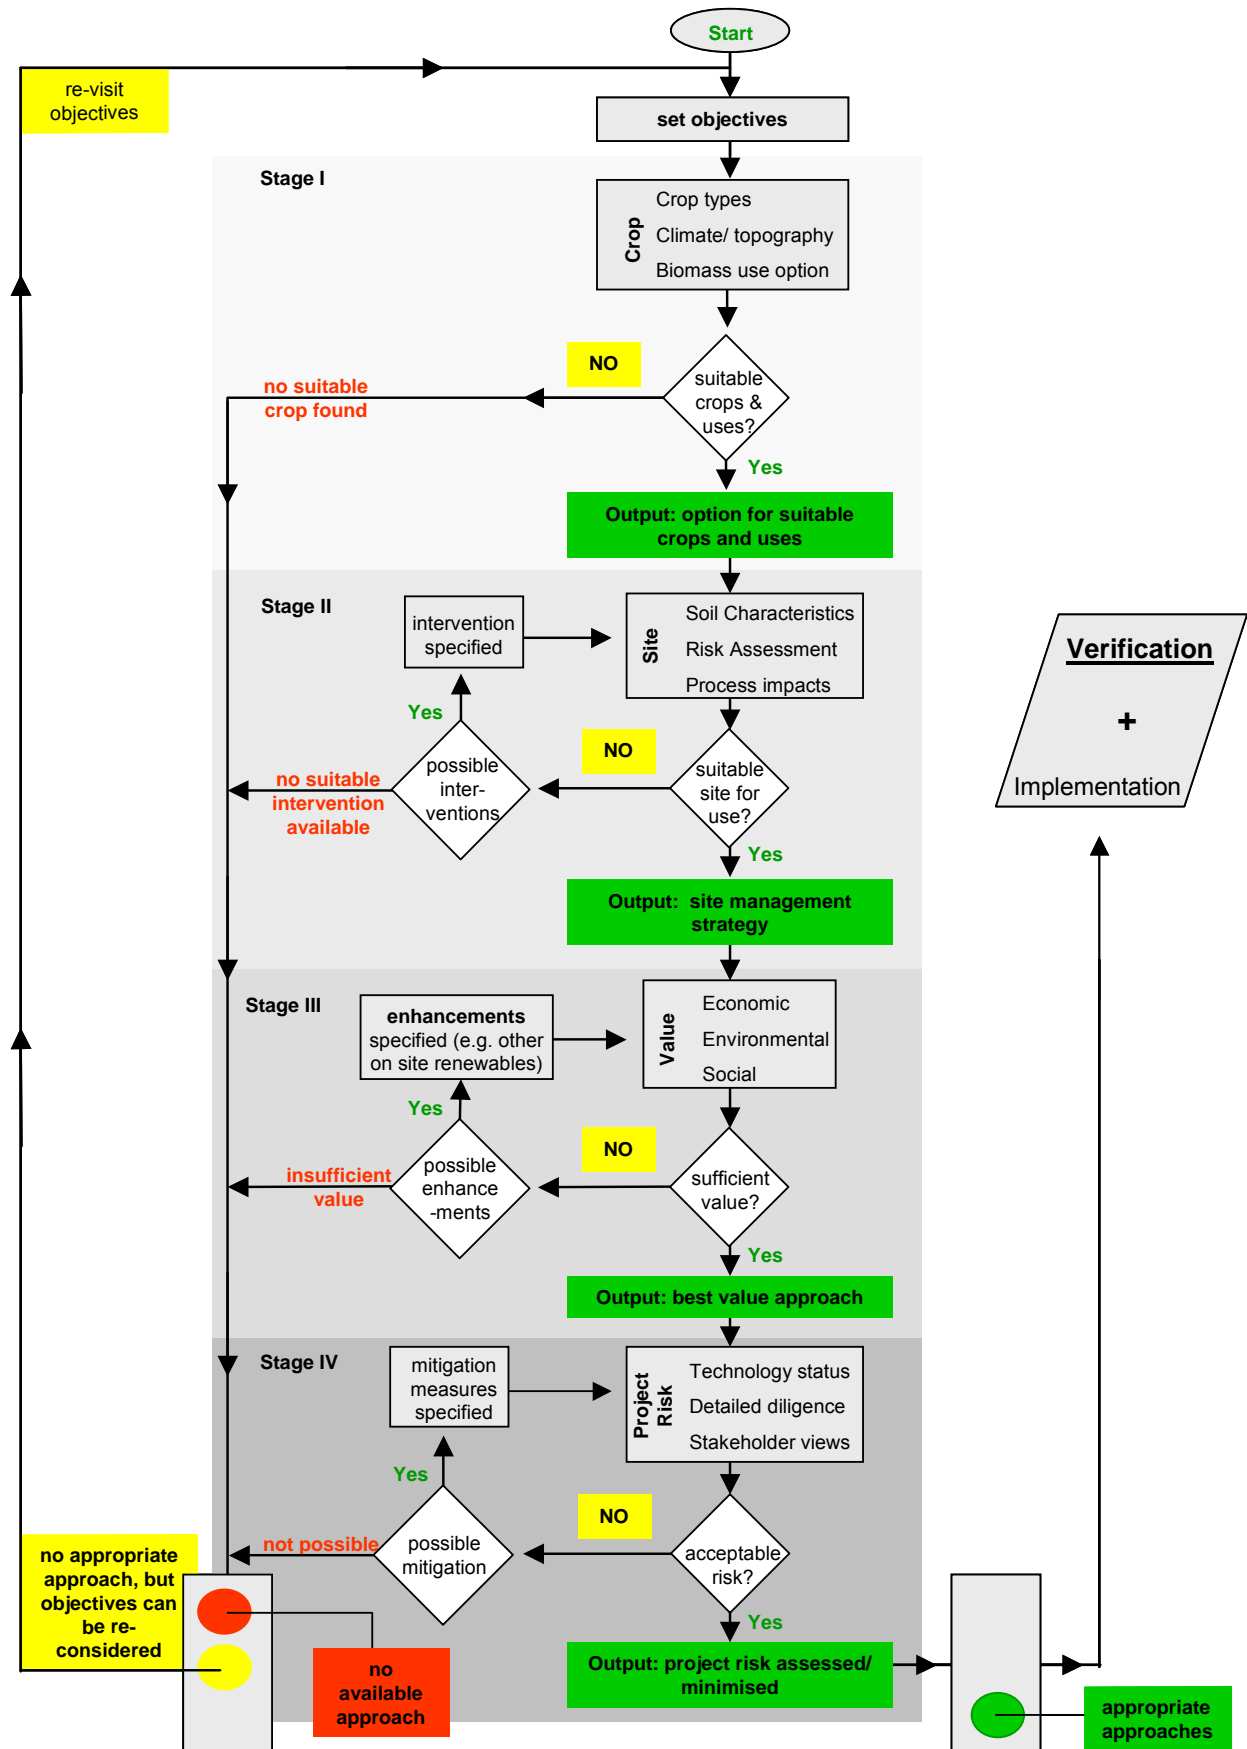 Start
re-visit
objectives
set objectives
Stage I
Crop
Crop types
Climate/ topography
Biomass use option
NO
suitable
crops &
uses?
no suitable
crop found
Yes
Output: option for suitable
crops and uses
Stage II
intervention
specified
Site
Soil Characteristics
Risk Assessment
Process impacts
Yes
NO
possible
inter-
ventions
suitable
site for
use?
no suitable
intervention
available
Yes
Output: site management
strategy
Verification
+
Implementation
Stage III
enhancements
specified (e.g. other
on site renewables)
Value
Economic
Environmental
Social
Yes
NO
possible
enhance
-ments
sufficient
value?
insufficient
value
Yes
Output: best value approach
Stage IV
mitigation
measures
specified
Project
Risk
Technology status
Detailed diligence
Stakeholder views
Yes
NO
possible
mitigation
acceptable
risk?
not possible
Yes
no appropriate
approach, but
objectives can
be re-
considered
no
available
approach
Output: project risk assessed/
minimised
appropriate
approaches